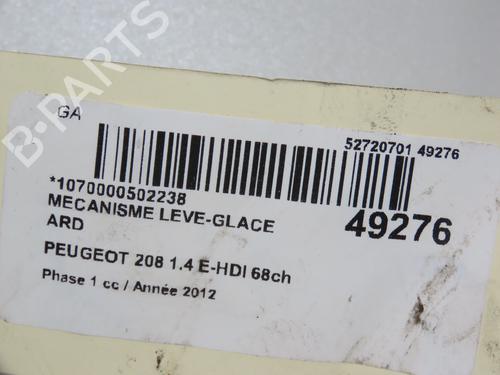 B-PARTS
GA
52720701 49276
*1070000502238
MECANISME LEVE-GLACE
ARD
49276
PEUGEOT 208 1.4 E-HDI 68ch
Phase 1 cc / Année 2012